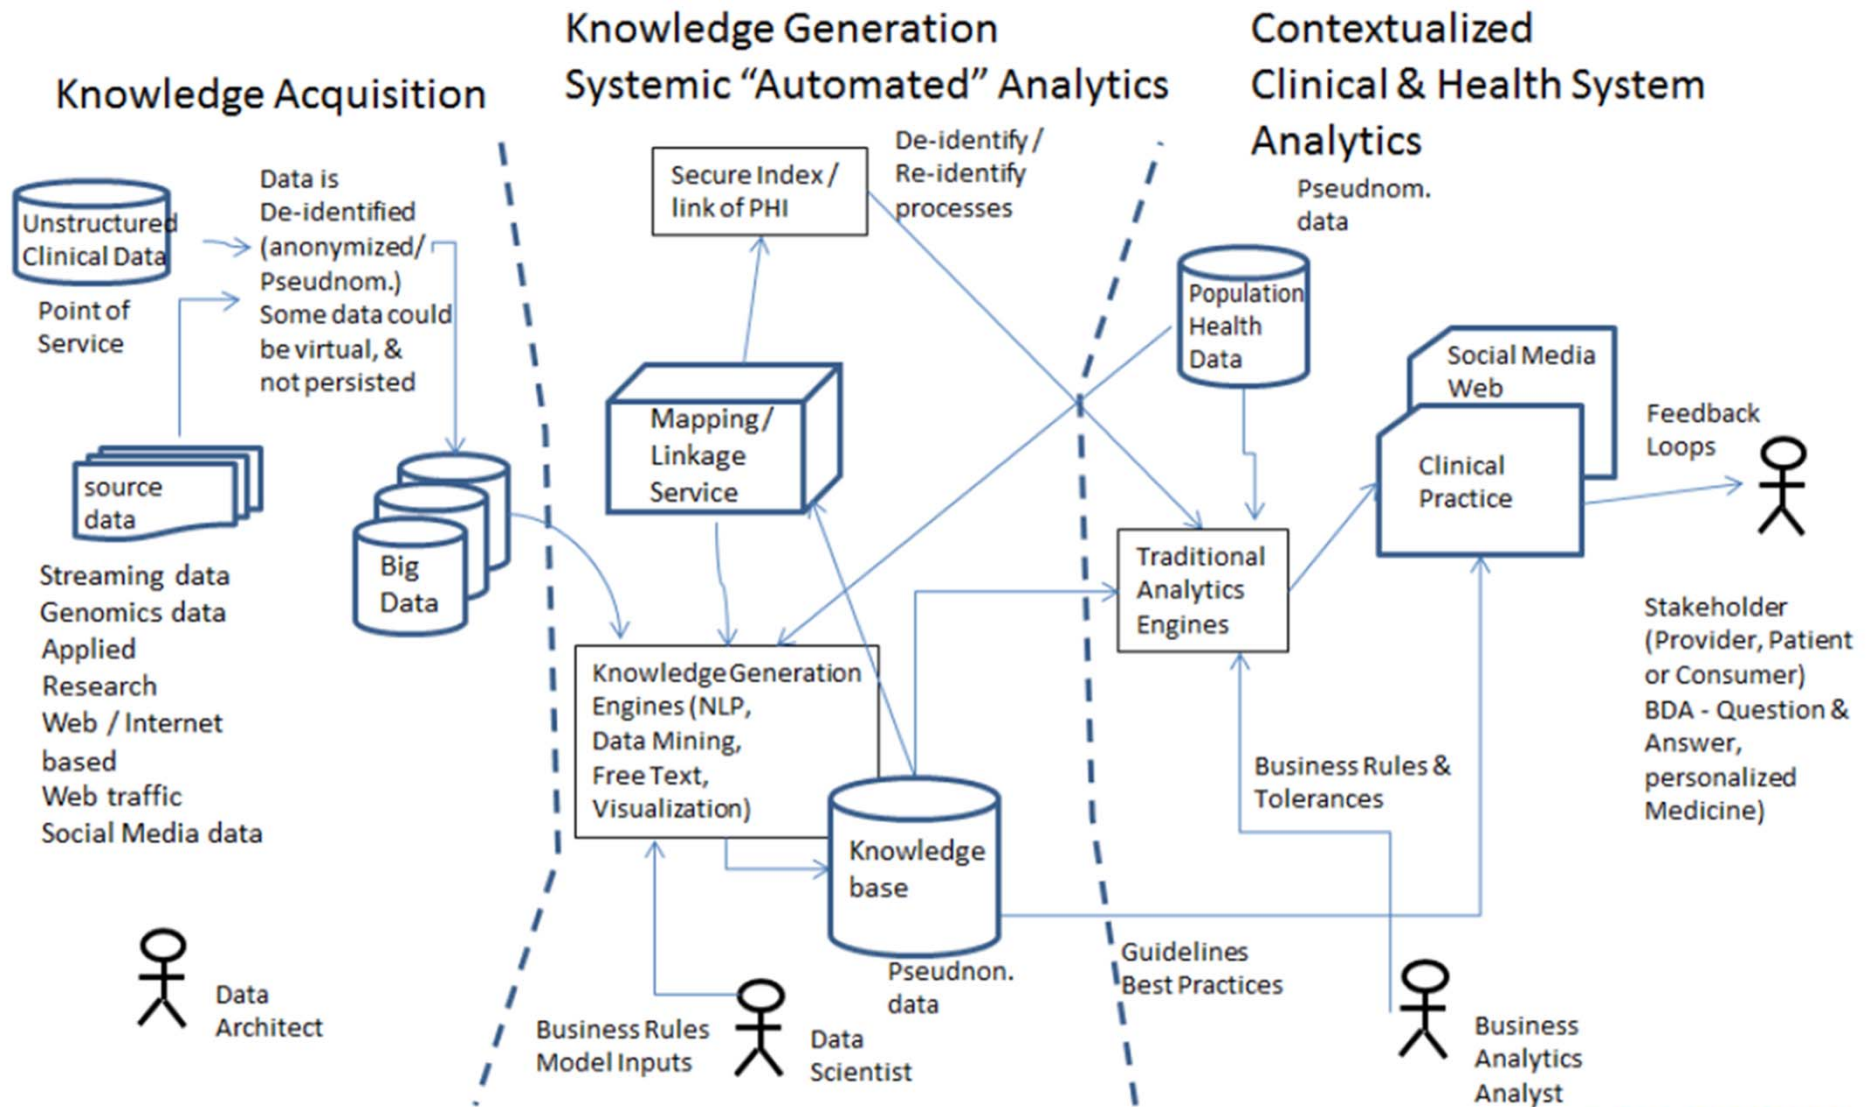 Knowledge Acquisition
Knowledge Generation
Systemic “Automated” Analytics
Contextualized
Clinical & Health System
Analytics
Unstructured
Clinical Data
Point of
Service
Data is
De-identified
(anonymized/
Pseudnom.)
Some data could
be virtual, &
not persisted
source
data
Big
Data
Streaming data
Genomics data
Applied
Research
Web / Internet
based
Web traffic
Social Media data
Data
Architect
Secure Index /
link of PHI
De-identify /
Re-identify
processes
Mapping/
Linkage
Service
Knowledge Generation
Engines (NLP,
Data Mining,
Free Text,
Visualization)
Knowledge
base
Pseudnon.
data
Business Rules
Model Inputs
Data
Scientist
Pseudnom.
data
Population
Health
Data
Social Media
Web
Clinical
Practice
Feedback
Loops
Traditional
Analytics
Engines
Stakeholder
(Provider, Patient
or Consumer)
BDA - Question &
Answer,
personalized
Medicine)
Business Rules &
Tolerances
Guidelines
Best Practices
Business
Analytics
Analyst